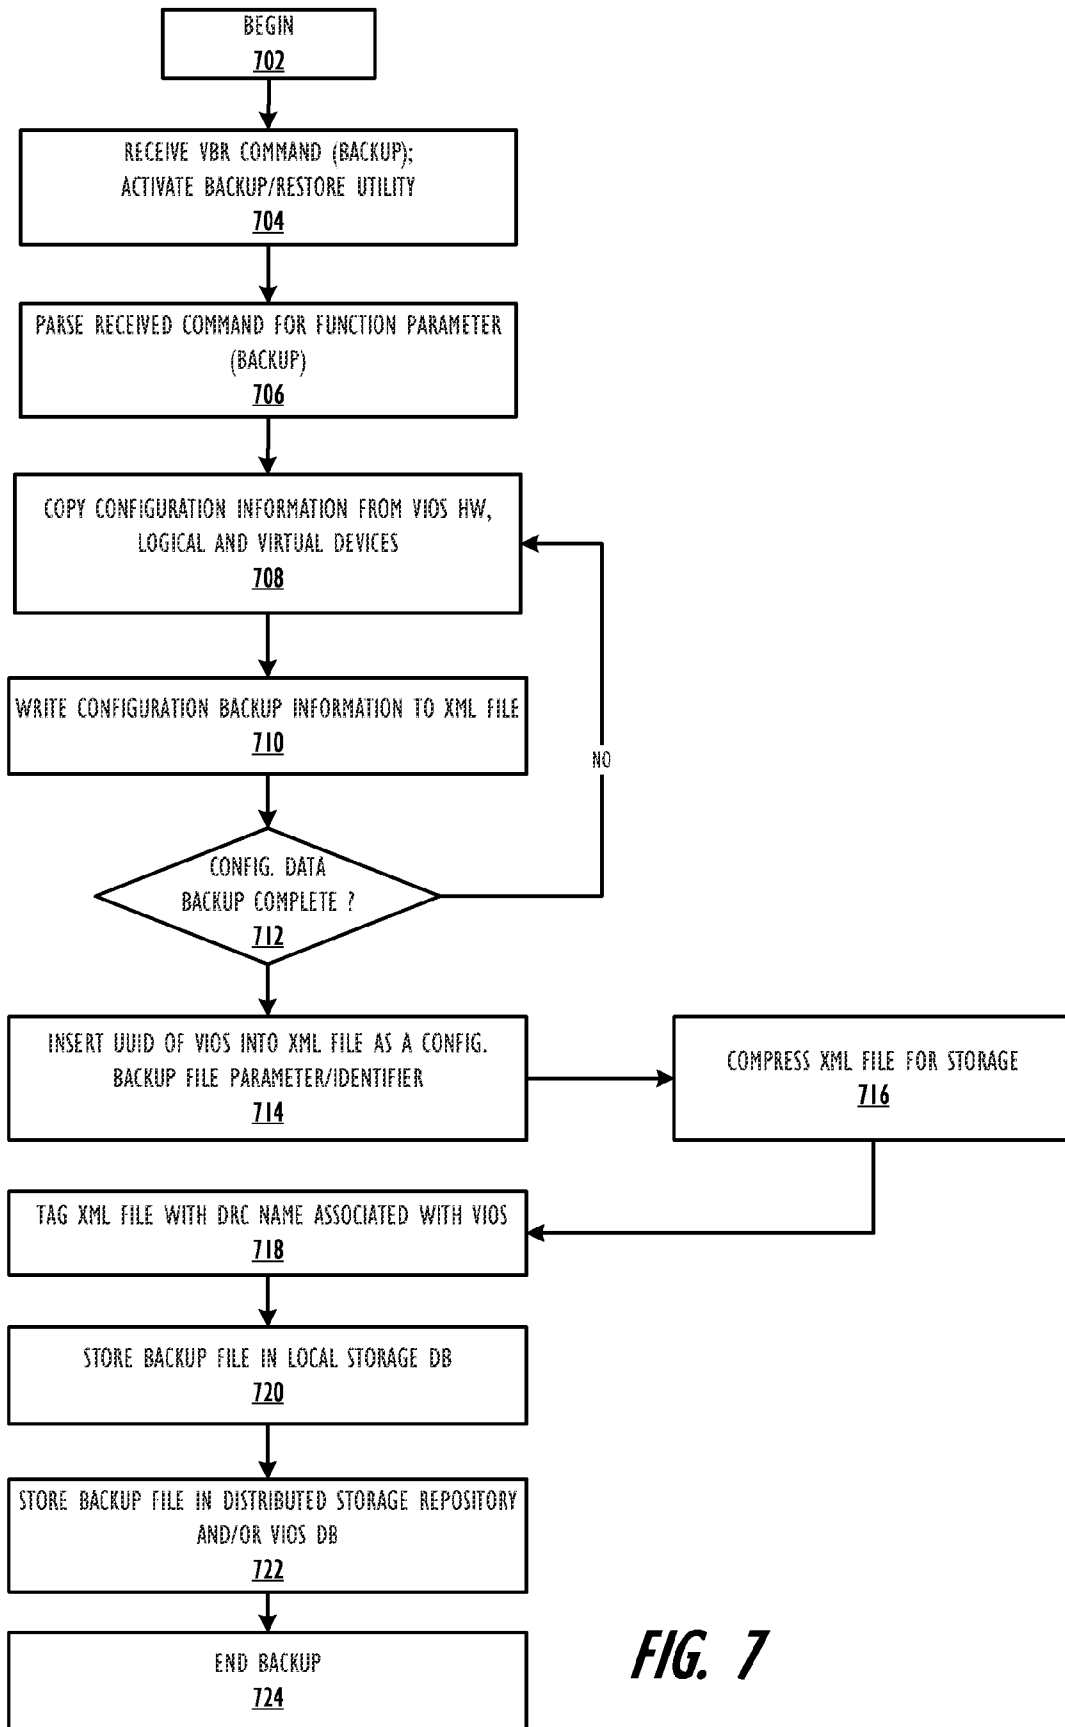 BEGIN
702
RECEIVE VBR COMMAND (BACKUP);
ACTIVATE BACKUP/RESTORE UTILITY
704
PARSE RECEIVED COMMAND FOR FUNCTION PARAMETER
(BACKUP)
706
COPY CONFIGURATION INFORMATION FROM VIOS HW,
LOGICAL AND VIRTUAL DEVICES
708
WRITE CONFIGURATION BACKUP INFORMATION TO XML FILE
710
NO
CONFIG. DATA
BACKUP COMPLETE ?
712
INSERT UUID OF VIOS INTO XML FILE AS A CONFIG.
BACKUP FILE PARAMETER/IDENTIFIER
714
COMPRESS XML FILE FOR STORAGE
716
TAG XML FILE WITH DRC NAME ASSOCIATED WITH VIOS
718
STORE BACKUP FILE IN LOCAL STORAGE DB
720
STORE BACKUP FILE IN DISTRIBUTED STORAGE REPOSITORY
AND/OR VIOS DB
722
END BACKUP
724
FIG. 7